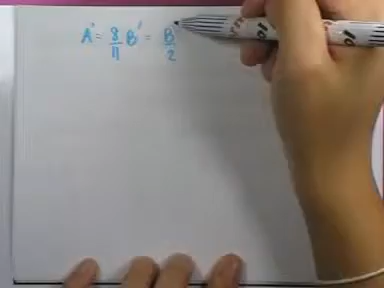 A' = 8/11 B' = B/2